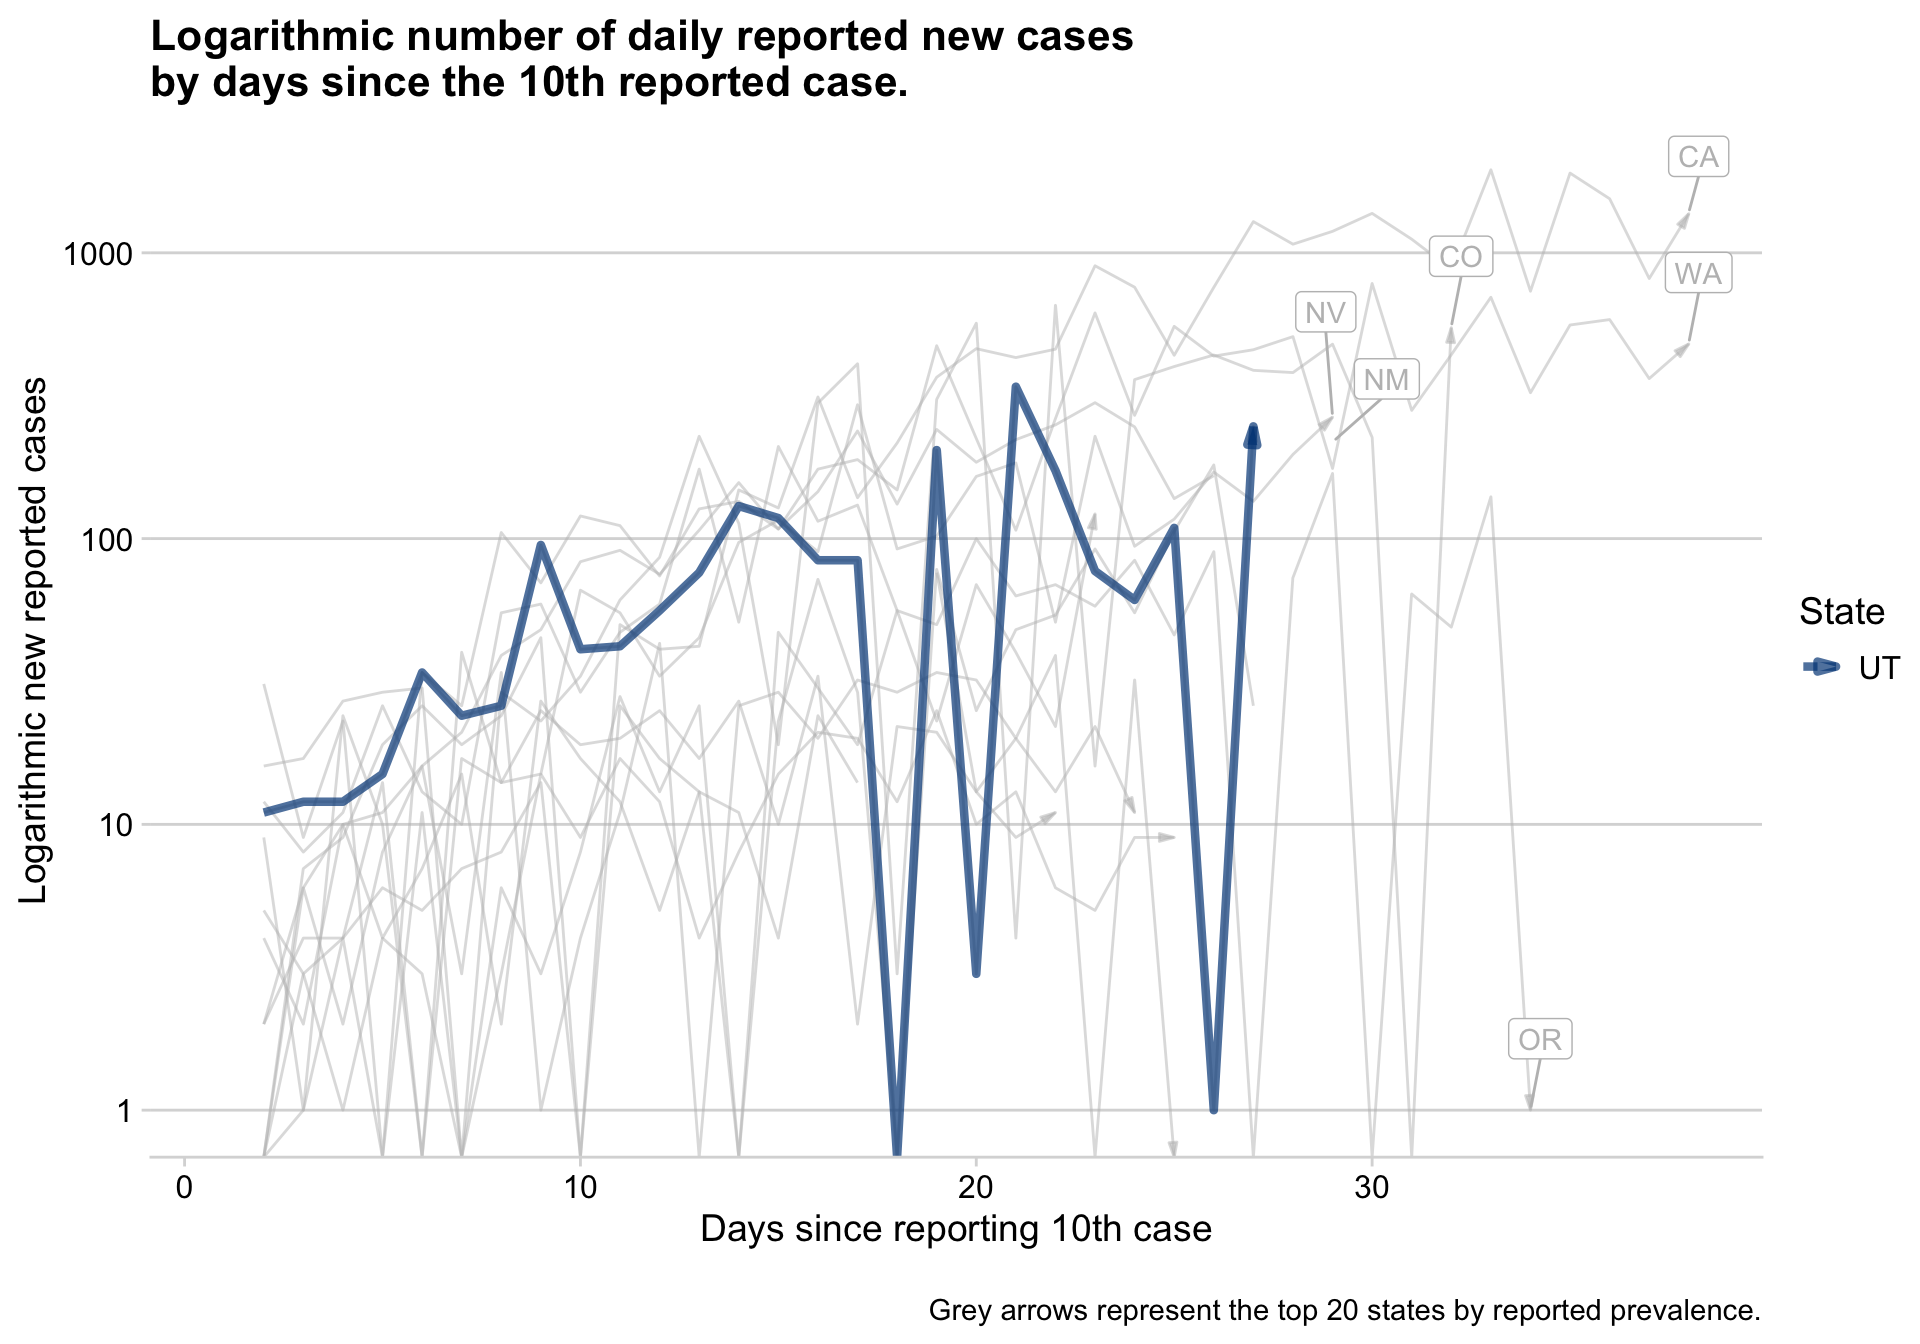 Logarithmic number of daily reported new cases
by days since the 10th reported case.
Logarithmic new reported cases
1000
100
10
1
CA
CO
WA
NV
NM
OR
State
UT
0
10
20
30
Days since reporting 10th case
Grey arrows represent the top 20 states by reported prevalence.